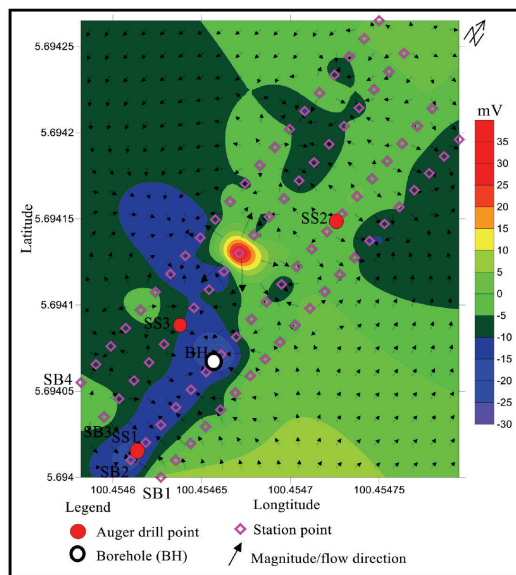 5.69425
5.6942
5.69415
5.6941
5.69405
5.694
Latitude
SS2
SS3
BH
SB4
SB3
SS1
SB2
SB1
100.4546
100.45465
100.4547
100.45475
Longtitude
mV
35
30
25
20
15
10
5
0
-5
-10
-15
-20
-25
-30
Legend
Auger drill point
Station point
Borehole (BH)
Magnitude/flow direction